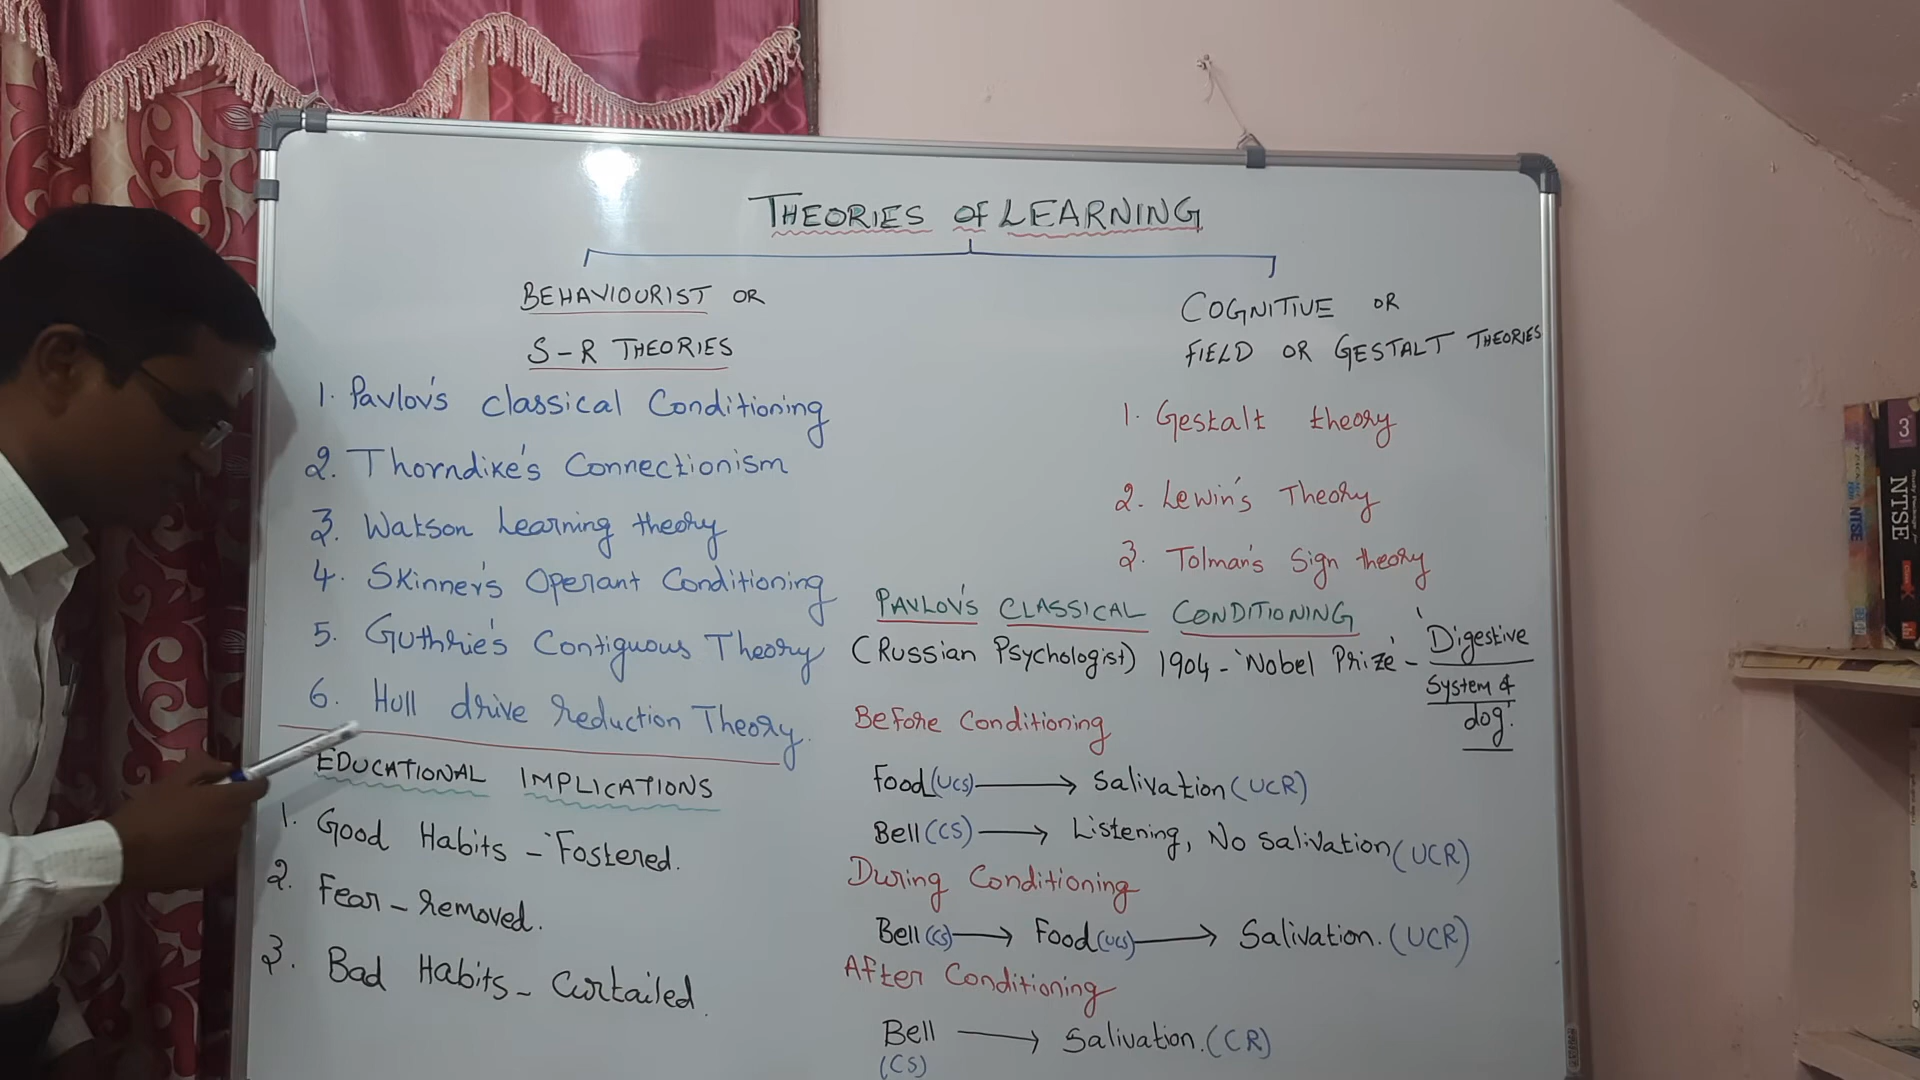 THEORIES OF LEARNING
BEHAVIOURIST OR
S-R THEORIES
1. Pavlov's classical Conditioning
2. Thorndike's Connectionism
3. Watson Learning theory
4. Skinner's Operant Conditioning
5. Guthrie's Contiguous Theory
6. Hull drive reduction Theory.
EDUCATIONAL IMPLICATIONS
1. Good Habits - Fostered.
2. Fear - removed.
3. Bad Habits - Curtailed.
COGNITIVE OR
FIELD OR GESTALT THEORIES
1. Gestalt theory
2. Lewin's Theory
3. Tolman's Sign theory
PAVLOV'S CLASSICAL CONDITIONING
(Russian Psychologist) 1904 - 'Nobel Prize' - 'Digestive
System of
dog'.
Before Conditioning
Food (UCS) → Salivation (UCR)
Bell (CS) → Listening, No Salivation (UCR)
During Conditioning
Bell (CS) → Food (UCS) → Salivation. (UCR)
After Conditioning
Bell → Salivation. (CR)
(CS)
3
NTSE
NTSE